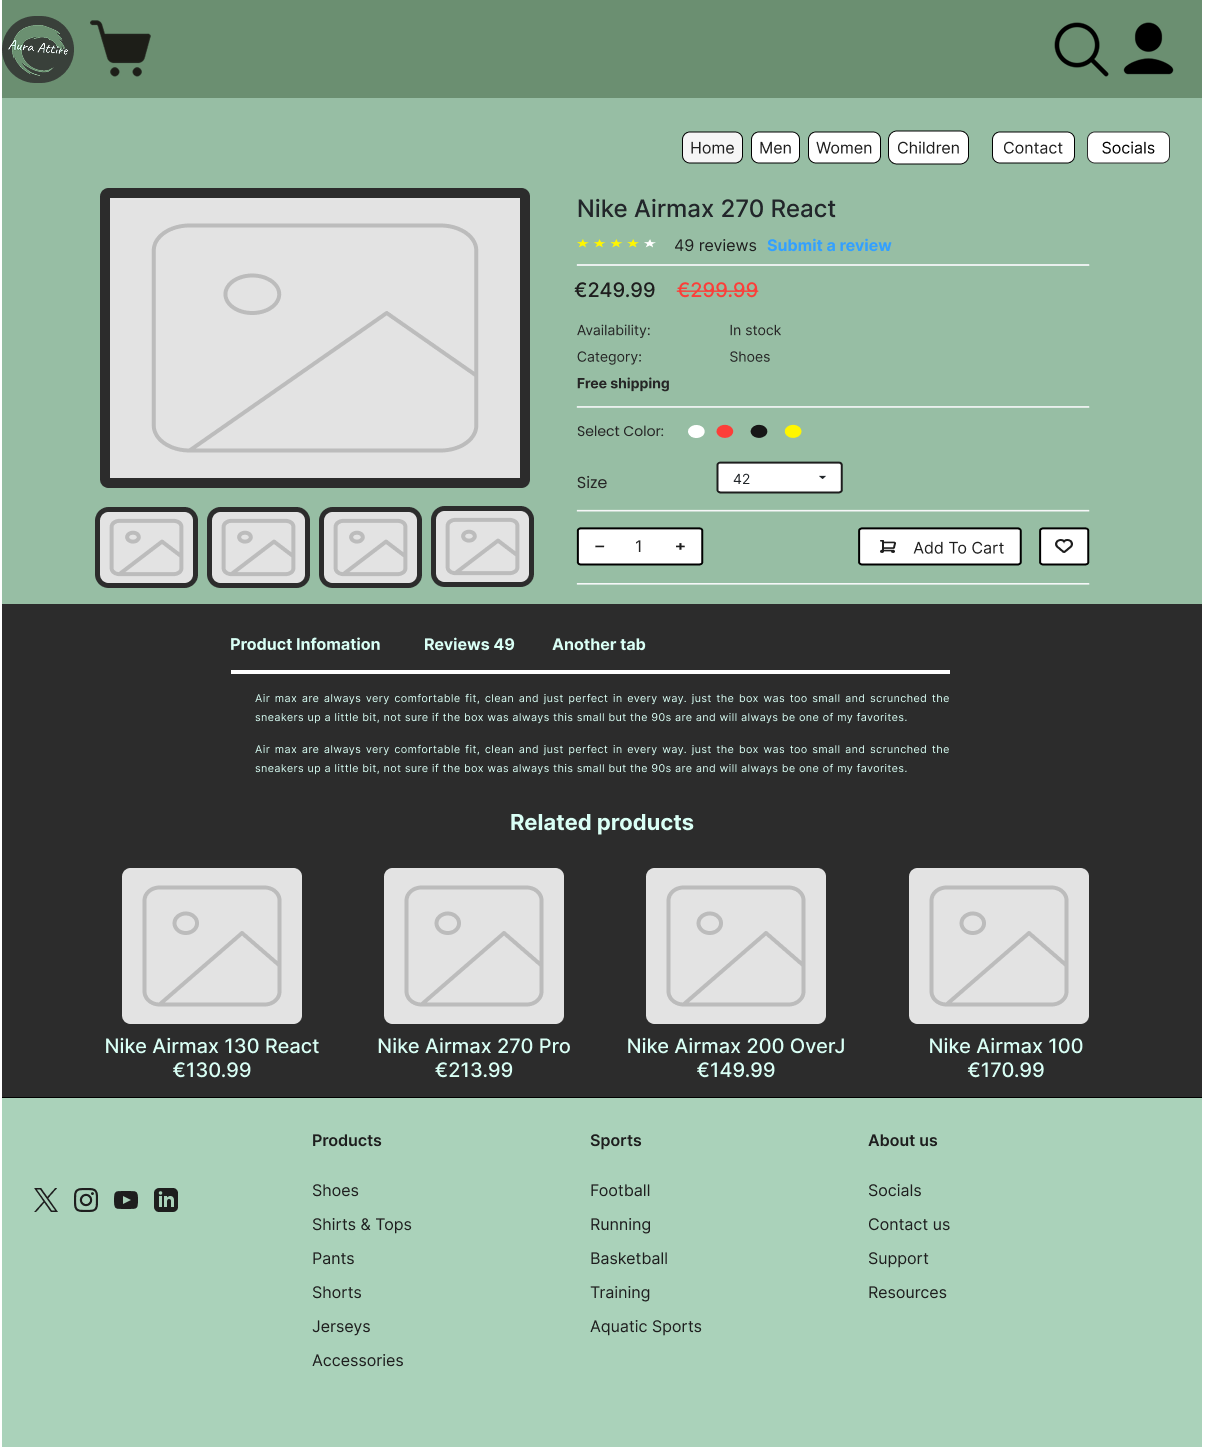 Aura Attire
Home Men Women Children Contact Socials
Nike Airmax 270 React
49 reviews Submit a review
€249.99 €299.99
Availability: In stock
Category: Shoes
Free shipping
Select Color:
Size 42
1 Add To Cart
Product Infomation Reviews 49 Another tab
Air max are always very comfortable fit, clean and just perfect in every way. just the box was too small and scrunched the
sneakers up a little bit, not sure if the box was always this small but the 90s are and will always be one of my favorites.
Air max are always very comfortable fit, clean and just perfect in every way. just the box was too small and scrunched the
sneakers up a little bit, not sure if the box was always this small but the 90s are and will always be one of my favorites.
Related products
Nike Airmax 130 React
€130.99
Nike Airmax 270 Pro
€213.99
Nike Airmax 200 OverJ
€149.99
Nike Airmax 100
€170.99
Products
Shoes
Shirts & Tops
Pants
Shorts
Jerseys
Accessories
Sports
Football
Running
Basketball
Training
Aquatic Sports
About us
Socials
Contact us
Support
Resources